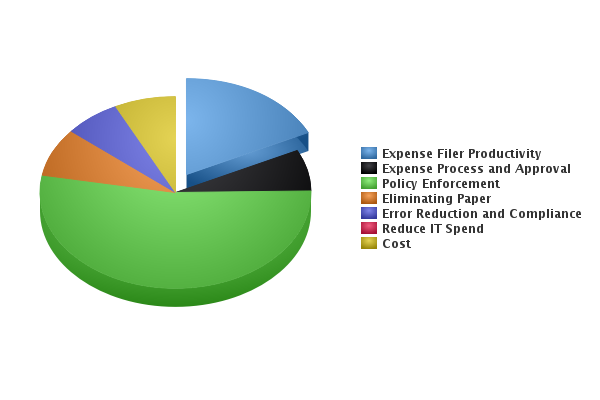 Expense Filer Productivity
Expense Process and Approval
Policy Enforcement
Eliminating Paper
Error Reduction and Compliance
Reduce IT Spend
Cost